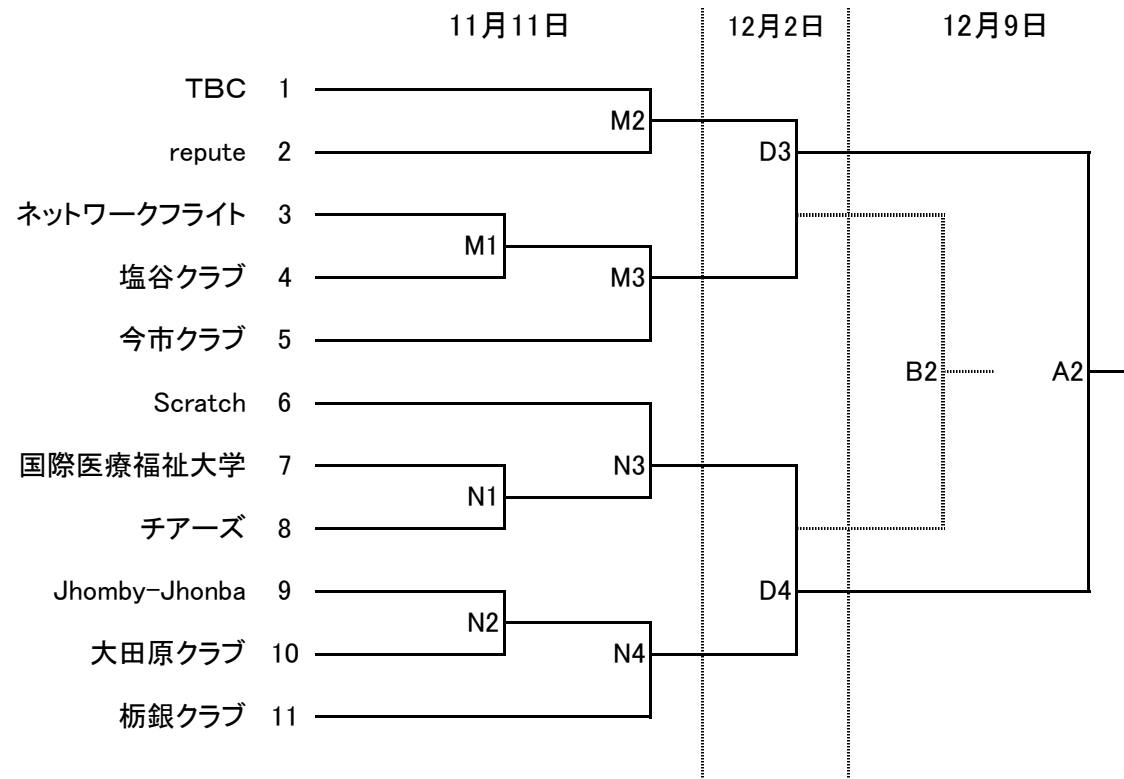 11月11日 12月2日 12月9日
TBC 1
M2
repute 2 D3
ネットワークフライト 3
M1
塩谷クラブ 4 M3
今市クラブ 5
B2 A2
Scratch 6
国際医療福祉大学 7 N3
N1
チアーズ 8
Jhomby-Jhonba 9 D4
N2
大田原クラブ 10 N4
栃銀クラブ 11